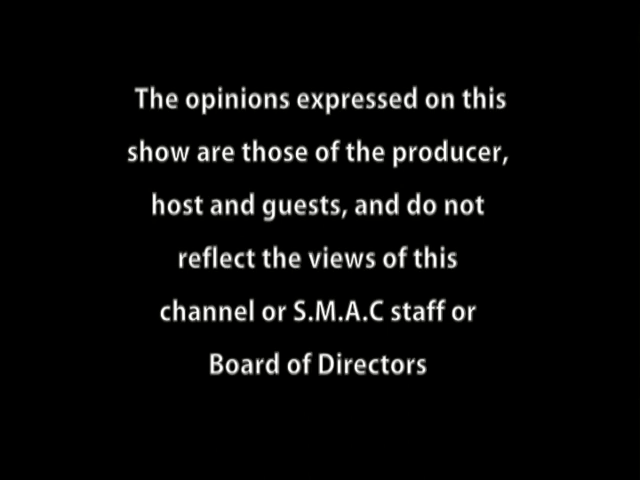 The opinions expressed on this
show are those of the producer,
host and guests, and do not
reflect the views of this
channel or S.M.A.C staff or
Board of Directors